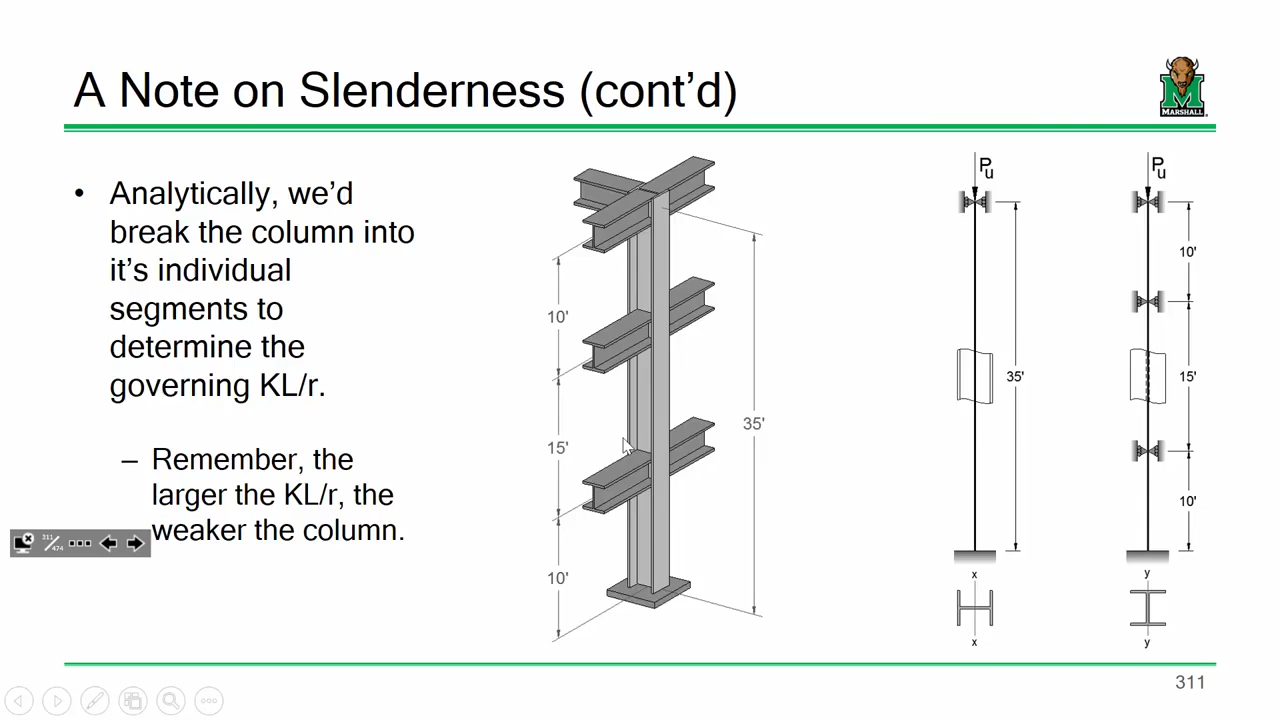 A Note on Slenderness (cont'd)
MARSHALL
• Analytically, we'd
break the column into
it's individual
segments to
determine the
governing KL/r.
– Remember, the
larger the KL/r, the
weaker the column.
311/474
10'
15'
10'
35'
Pu
35'
x
x
Pu
10'
15'
10'
y
y
311